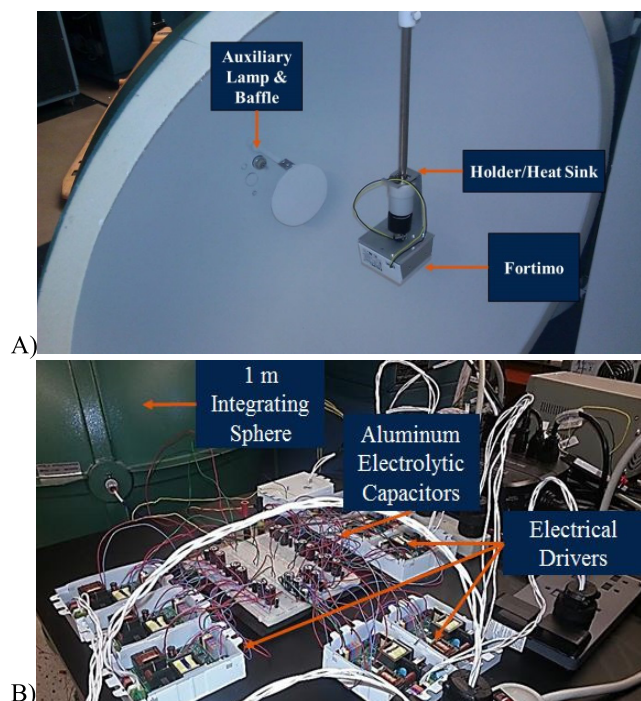 Auxiliary
Lamp &
Baffle
Holder/Heat Sink
Fortimo
A)
1 m
Integrating
Sphere
Aluminum
Electrolytic
Capacitors
Electrical
Drivers
B)